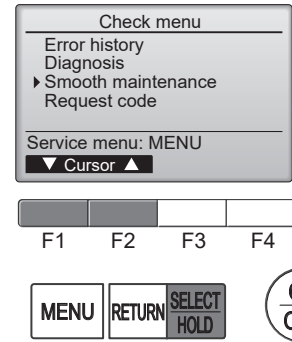 Check menu
Error history
Diagnosis
Smooth maintenance
Request code
Service menu: MENU
▼ Cursor ▲
F1 F2 F3 F4
MENU RETURN SELECT
HOLD